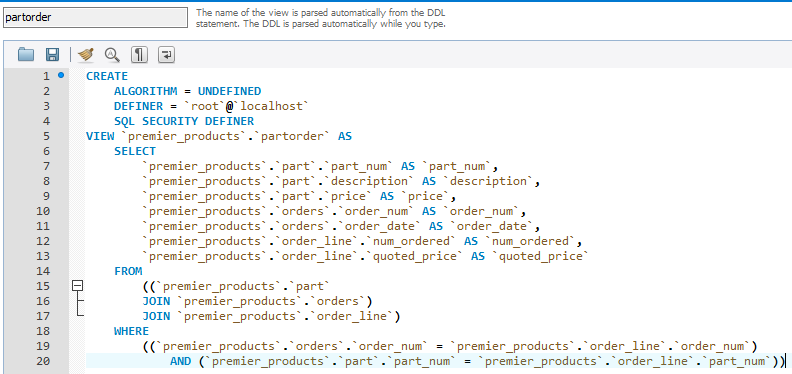 partorder
The name of the view is parsed automatically from the DDL
statement. The DDL is parsed automatically while you type.
1 CREATE
2 ALGORITHM = UNDEFINED
3 DEFINER = `root`@`localhost`
4 SQL SECURITY DEFINER
5 VIEW `premier_products`.`partorder` AS
6 SELECT
7 `premier_products`.`part`.`part_num` AS `part_num`,
8 `premier_products`.`part`.`description` AS `description`,
9 `premier_products`.`part`.`price` AS `price`,
10 `premier_products`.`orders`.`order_num` AS `order_num`,
11 `premier_products`.`orders`.`order_date` AS `order_date`,
12 `premier_products`.`order_line`.`num_ordered` AS `num_ordered`,
13 `premier_products`.`order_line`.`quoted_price` AS `quoted_price`
14 FROM
15 ((`premier_products`.`part`
16 JOIN `premier_products`.`orders`)
17 JOIN `premier_products`.`order_line`)
18 WHERE
19 ((`premier_products`.`orders`.`order_num` = `premier_products`.`order_line`.`order_num`)
20 AND (`premier_products`.`part`.`part_num` = `premier_products`.`order_line`.`part_num`))